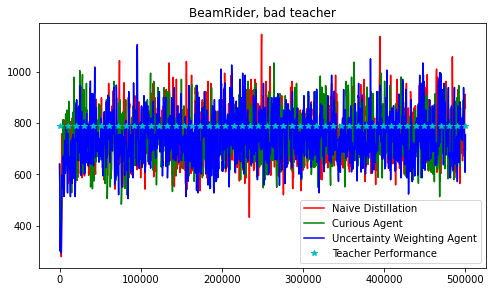 BeamRider, bad teacher
1000
800
600
400
Naive Distillation
Curious Agent
Uncertainty Weighting Agent
Teacher Performance
0 100000 200000 300000 400000 500000